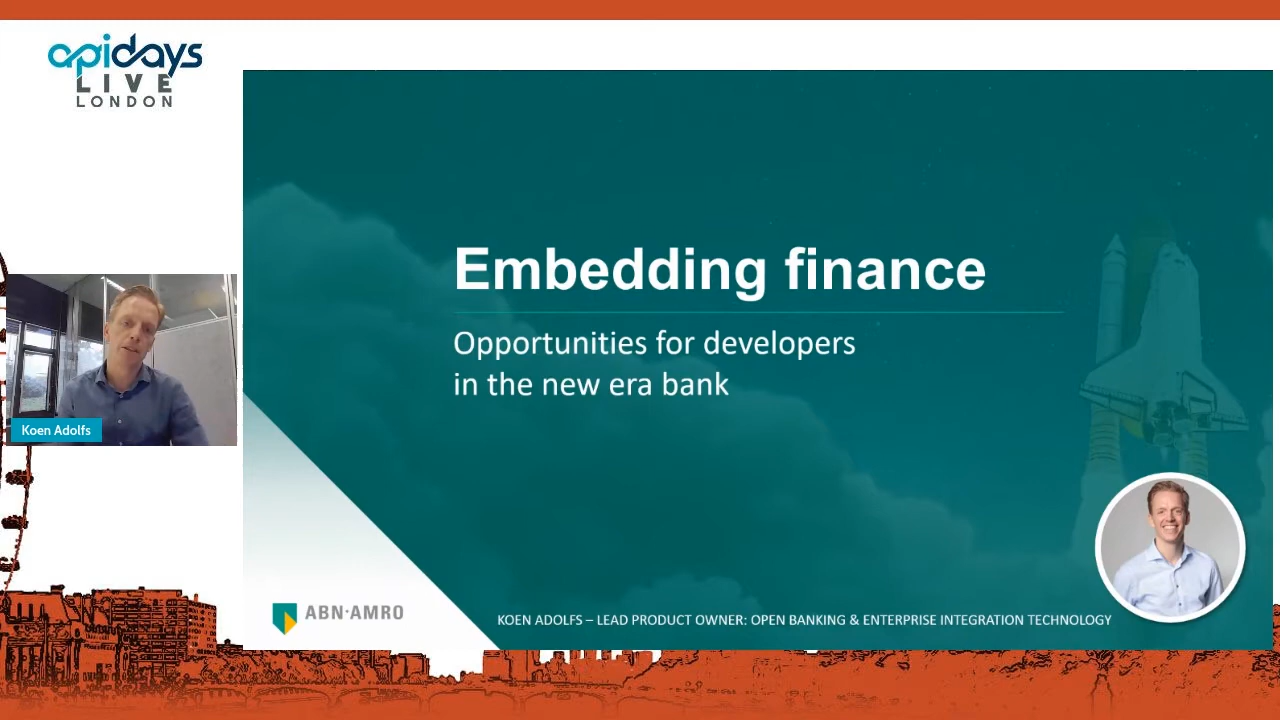 apidays
LIVE
LONDON
Embedding finance
Opportunities for developers
in the new era bank
Koen Adolfs
ABN·AMRO
KOEN ADOLFS – LEAD PRODUCT OWNER: OPEN BANKING & ENTERPRISE INTEGRATION TECHNOLOGY